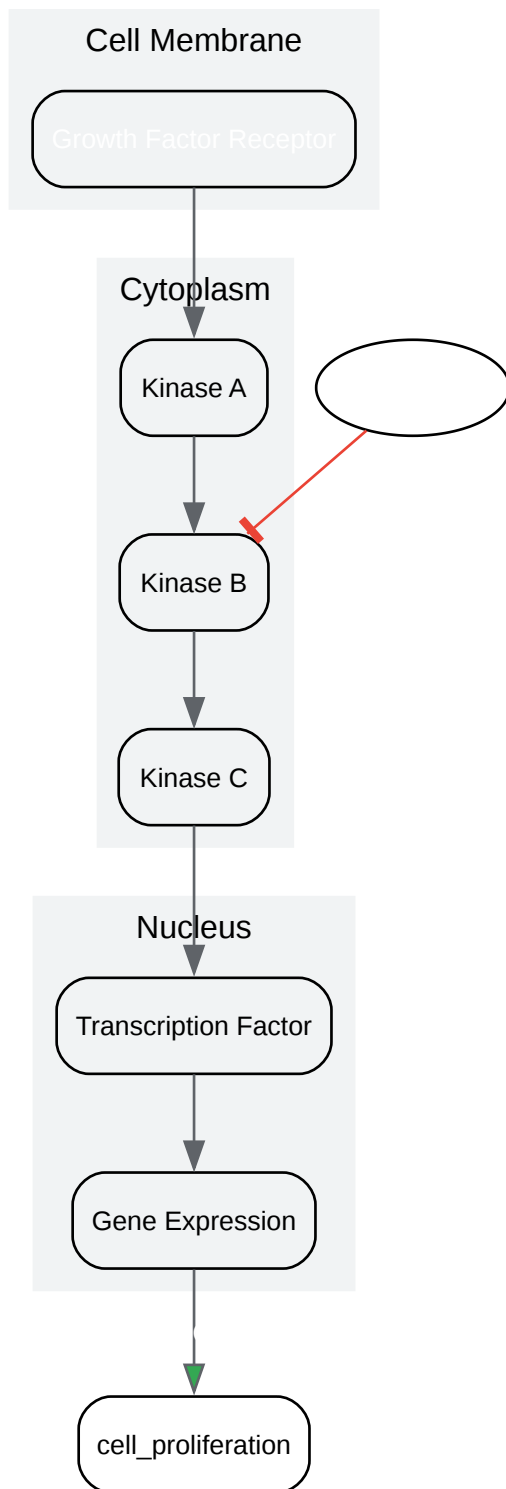 Cell Membrane
Growth Factor Receptor
Cytoplasm
Kinase A
Kinase B
Kinase C
Nucleus
Transcription Factor
Gene Expression
cell_proliferation